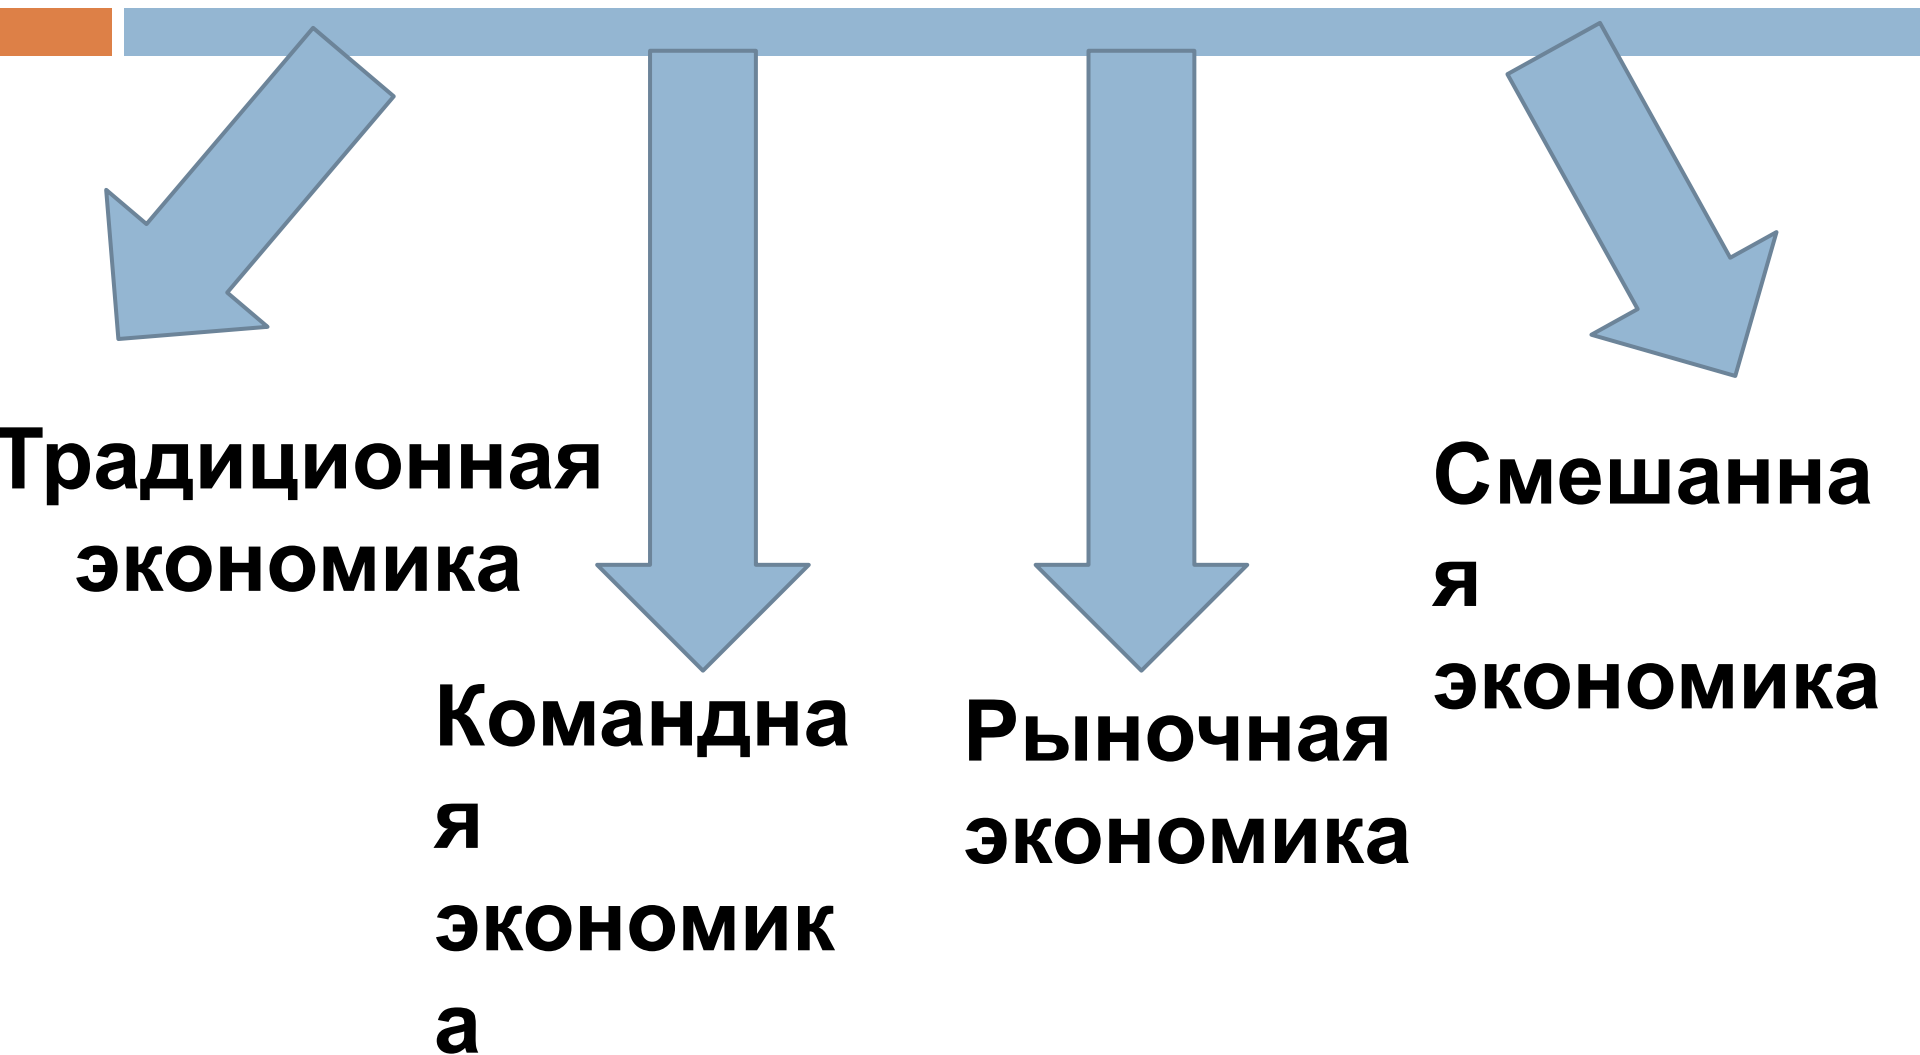 Традиционная
экономика
Командна
я
экономик
а
Рыночная
экономика
Смешанна
я
экономика